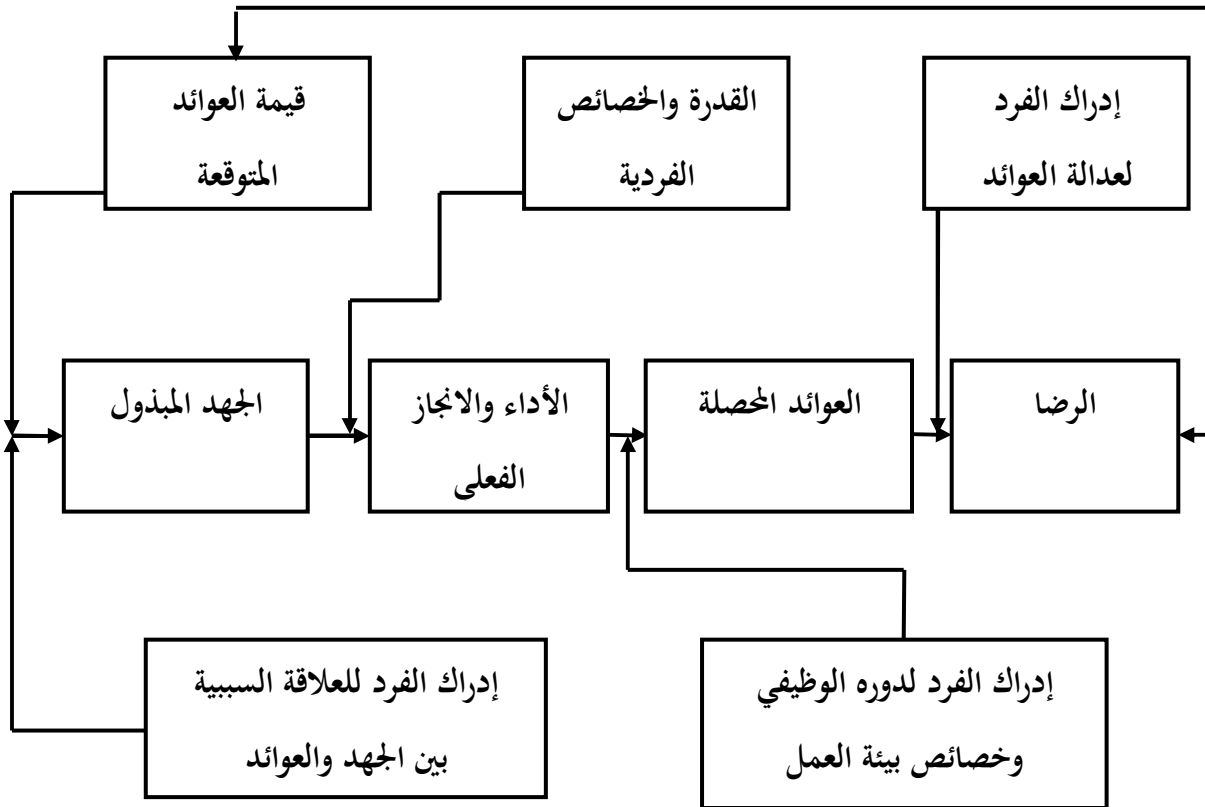 إدراك الفرد
لعدالة العوائد
القدرة والخصائص
الفردية
قيمة العوائد
المتوقعة
الرضا
العوائد المحصلة
الأداء والانجاز
الفعلى
الجهد المبذول
إدراك الفرد لدوره الوظيفي
وخصائص بيئة العمل
إدراك الفرد للعلاقة السببية
بين الجهد والعوائد